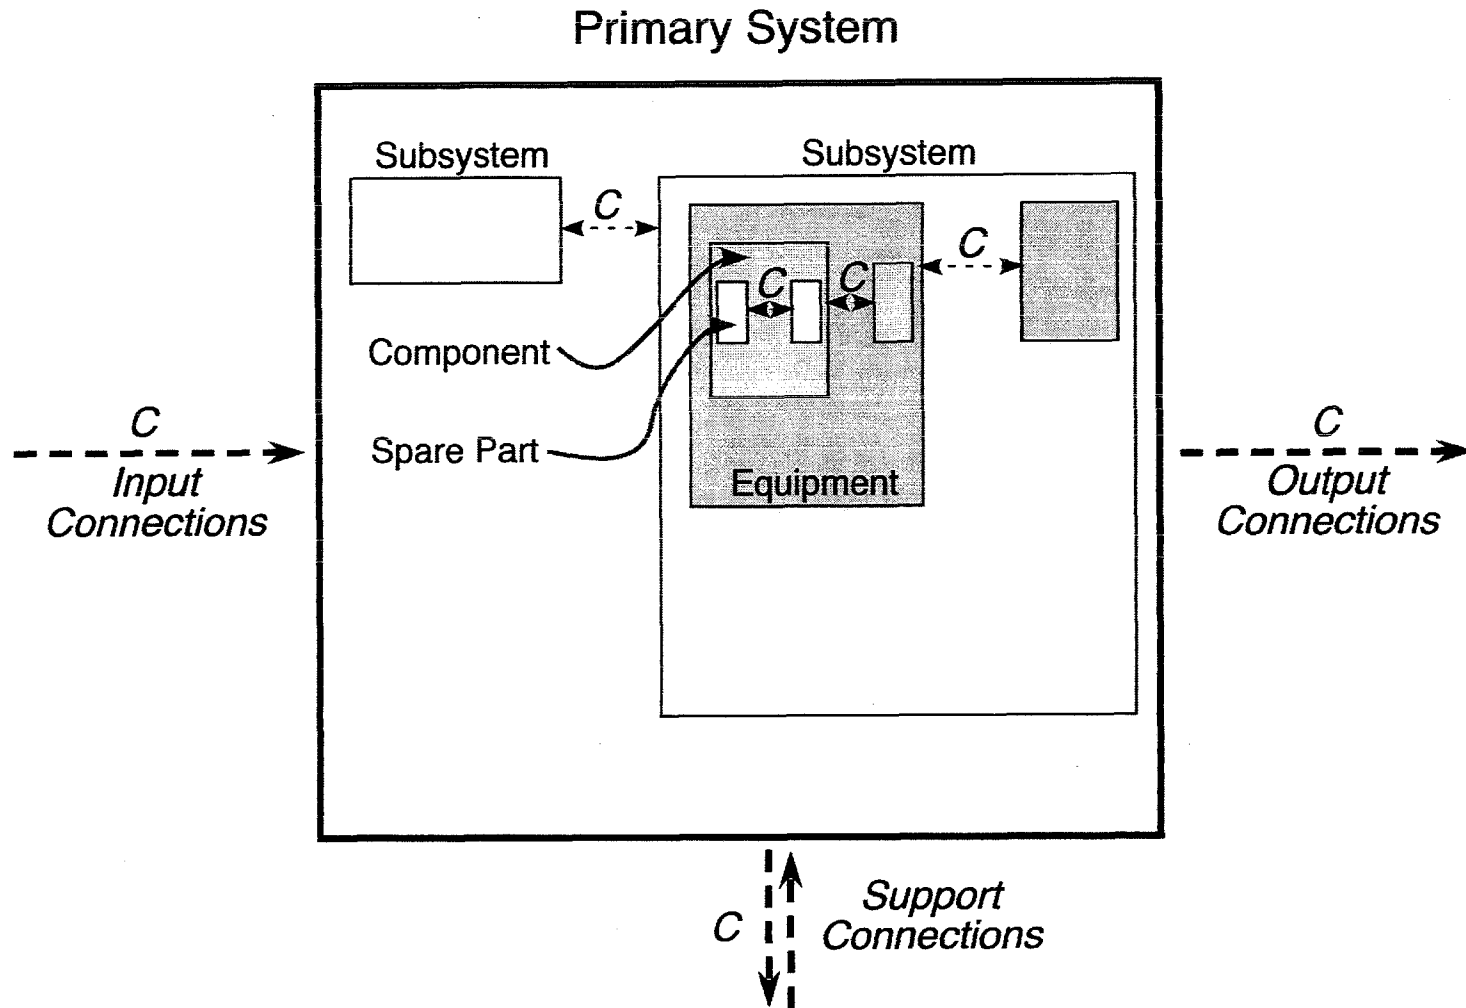 Primary System
Subsystem
Subsystem
C
C
C
C
Component
Spare Part
Equipment
C
Input
Connections
C
Output
Connections
C
Support
Connections